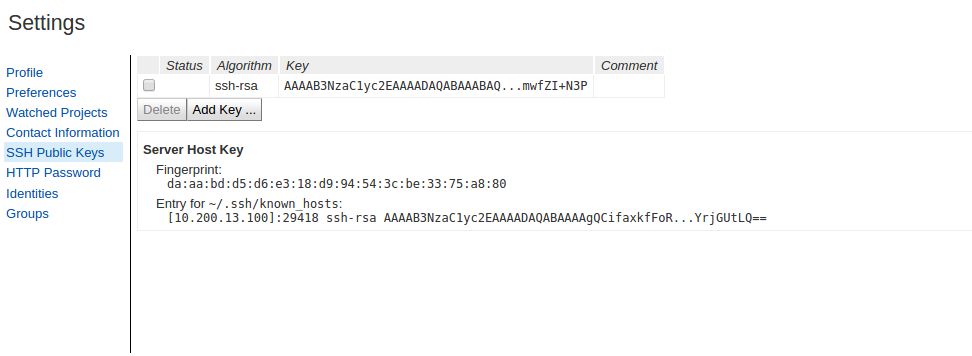 Settings
Profile
Preferences
Watched Projects
Contact Information
SSH Public Keys
HTTP Password
Identities
Groups
Status Algorithm Key Comment
ssh-rsa AAAAB3NzaC1yc2EAAAADAQABAAABAQ...mwfZI+N3P
Delete Add Key ...
Server Host Key
Fingerprint:
da:aa:bd:d5:d6:e3:18:d9:94:54:3c:be:33:75:a8:80
Entry for ~/.ssh/known_hosts:
[10.200.13.100]:29418 ssh-rsa AAAAB3NzaC1yc2EAAAADAQABAAAAgQCifaxkfFoR...YrjGUtLQ==